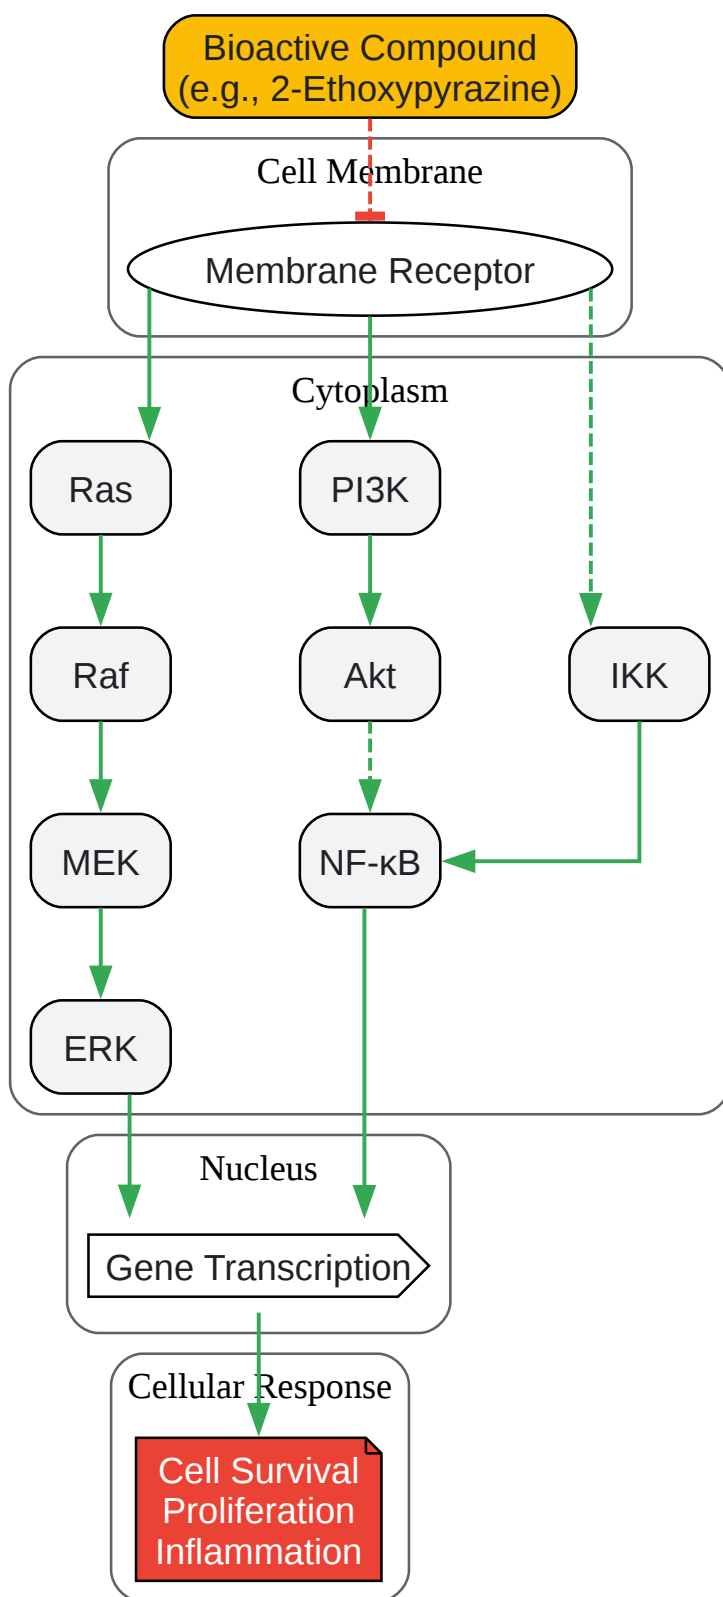 Bioactive Compound
(e.g., 2-Ethoxypyrazine)
Cell Membrane
Membrane Receptor
Cytoplasm
Ras
PI3K
Raf
Akt
IKK
MEK
NF-κB
ERK
Nucleus
Gene Transcription
Cellular Response
Cell Survival
Proliferation
Inflammation